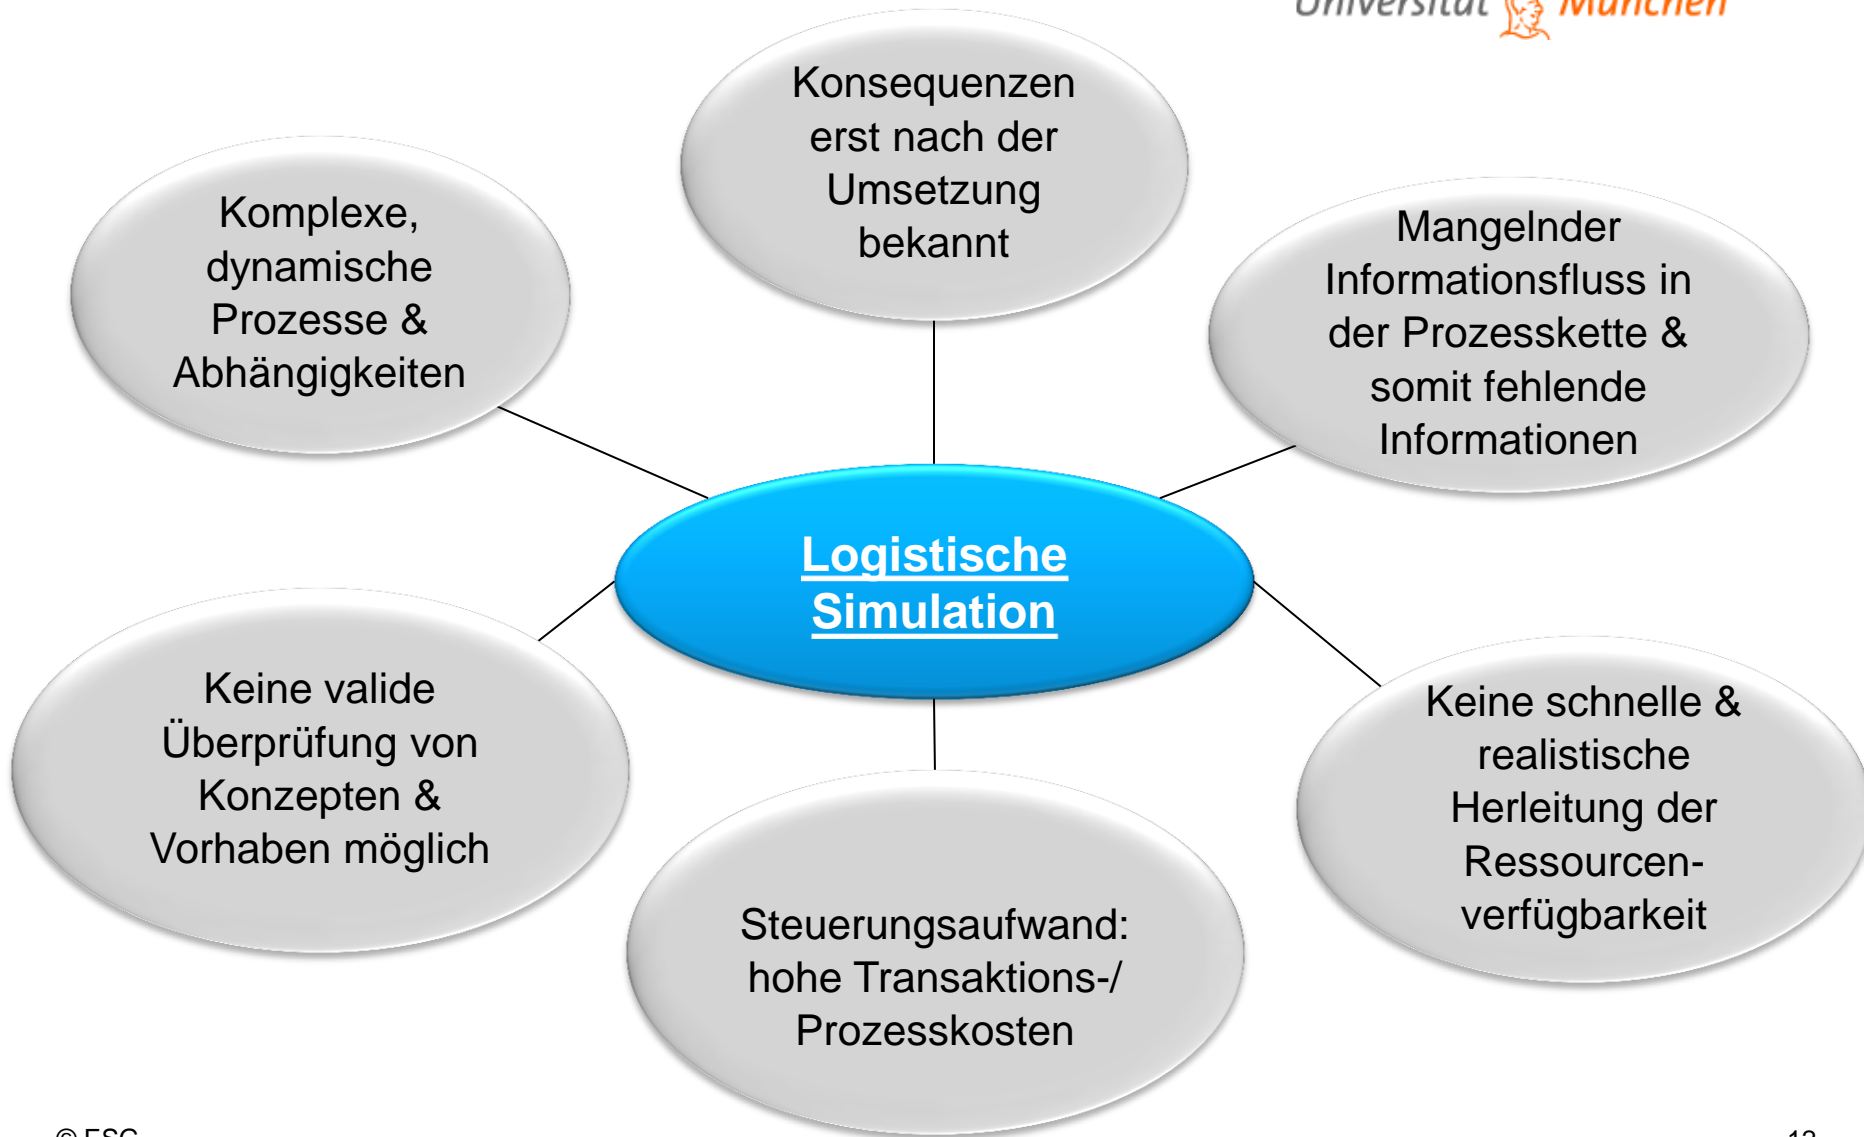 Universität München
Konsequenzen
erst nach der
Umsetzung
bekannt
Komplexe,
dynamische
Prozesse &
Abhängigkeiten
Mangelnder
Informationsfluss in
der Prozesskette &
somit fehlende
Informationen
Logistische
Simulation
Keine valide
Überprüfung von
Konzepten &
Vorhaben möglich
Keine schnelle &
realistische
Herleitung der
Ressourcen-
verfügbarkeit
Steuerungsaufwand:
hohe Transaktions-/
Prozesskosten